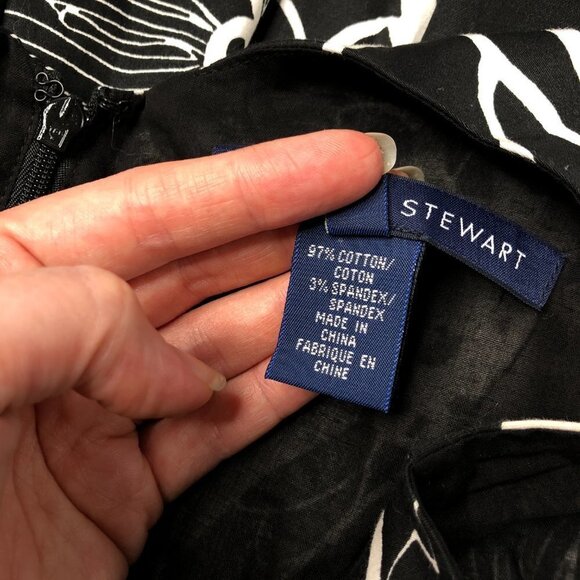 STEWART
97% COTTON/
COTON
3% SPANDEX/
SPANDEX
MADE IN
CHINA
FABRIQUE EN
CHINE